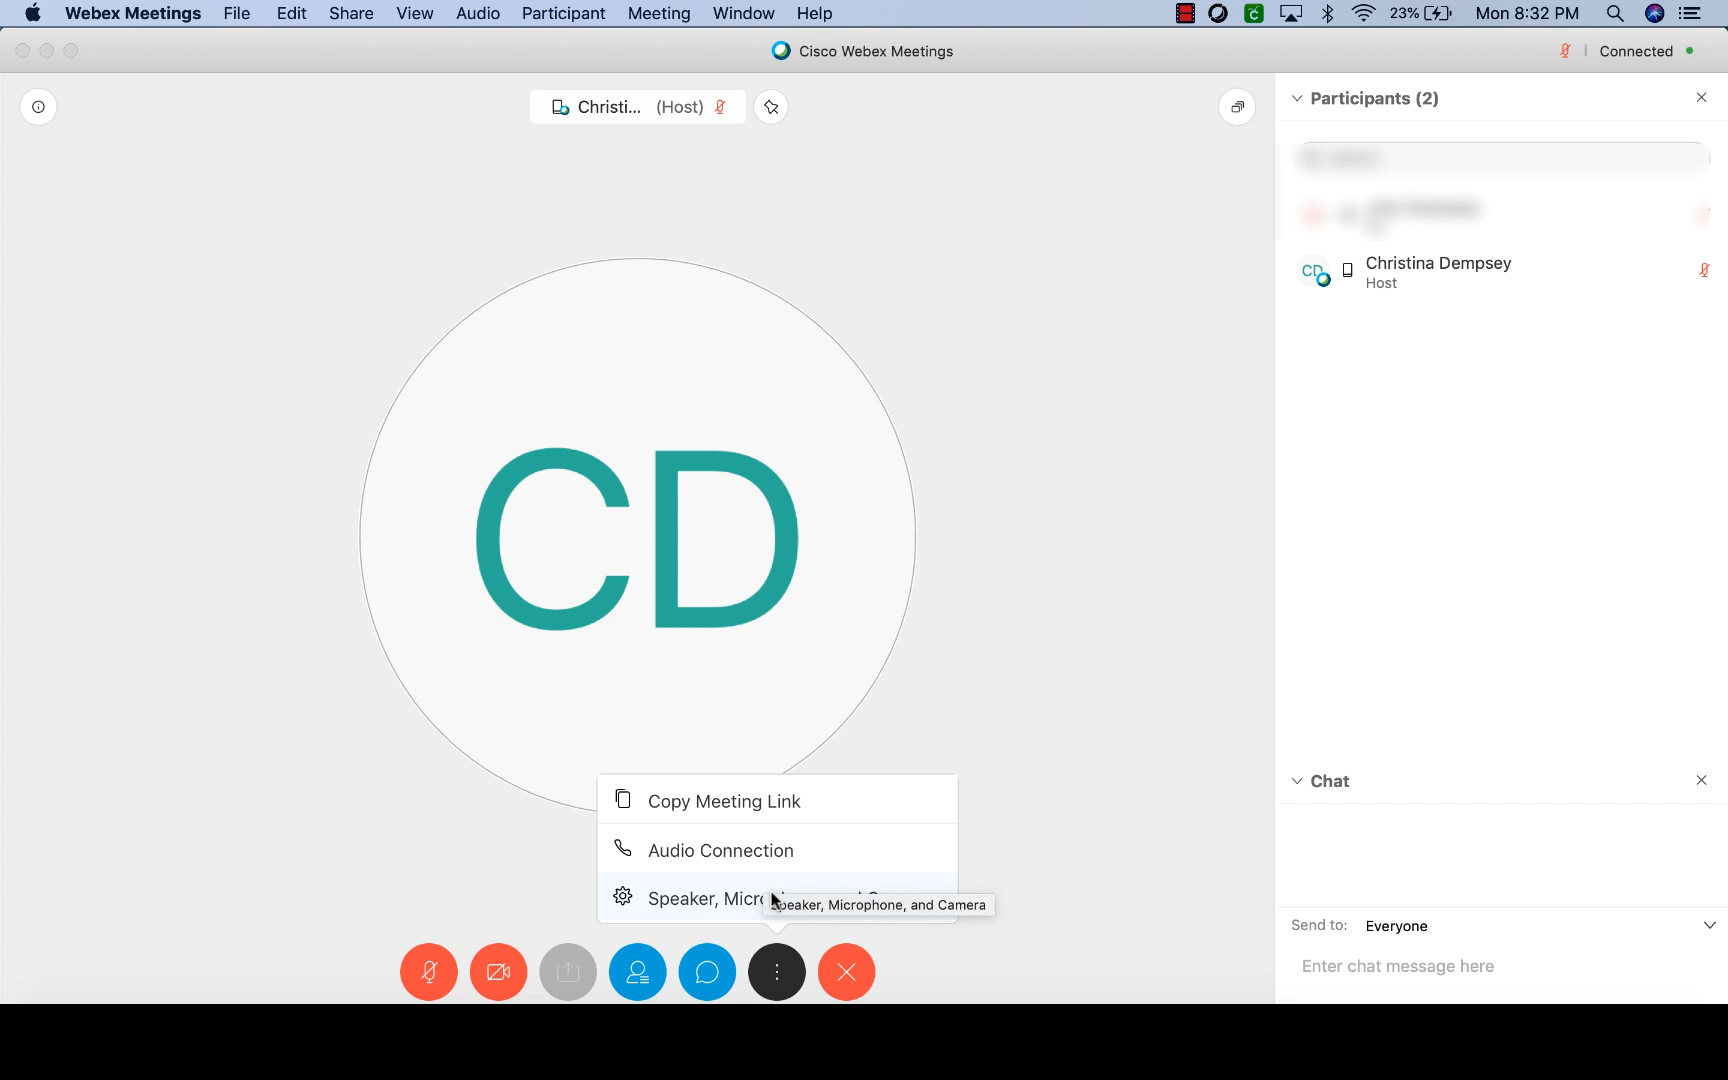 Webex Meetings File Edit Share View Audio Participant Meeting Window Help 23% Mon 8:32 PM
Cisco Webex Meetings
Connected
Christi... (Host)
Participants (2)
CD
Christina Dempsey
Host
CD
Copy Meeting Link
Audio Connection
Speaker, Micro
Speaker, Microphone, and Camera
Chat
Send to: Everyone
Enter chat message here